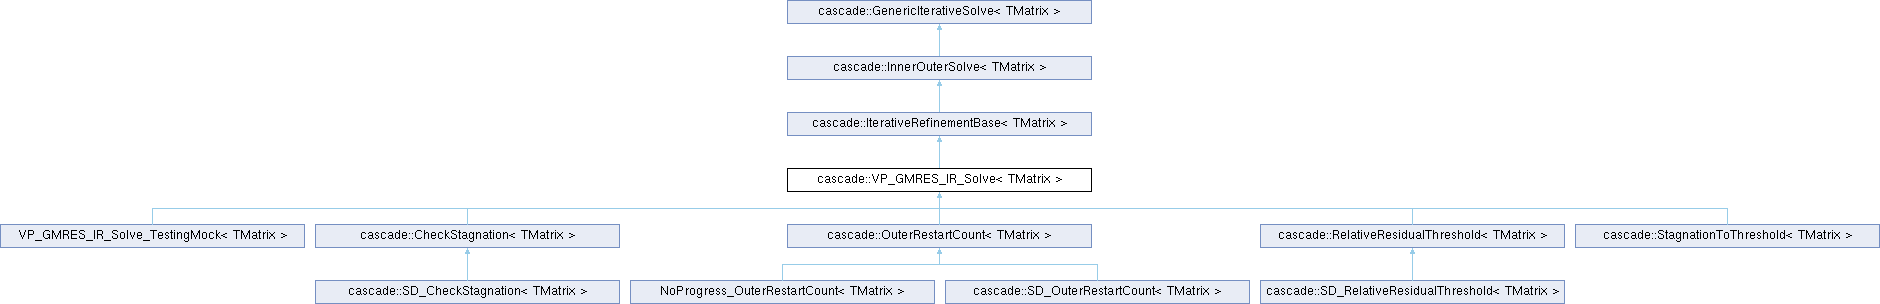 cascade::GenericIterativeSolve< TMatrix >
cascade::InnerOuterSolve< TMatrix >
cascade::IterativeRefinementBase< TMatrix >
cascade::VP_GMRES_IR_Solve< TMatrix >
VP_GMRES_IR_Solve_TestingMock< TMatrix >
cascade::CheckStagnation< TMatrix >
cascade::OuterRestartCount< TMatrix >
cascade::RelativeResidualThreshold< TMatrix >
cascade::StagnationToThreshold< TMatrix >
cascade::SD_CheckStagnation< TMatrix >
NoProgress_OuterRestartCount< TMatrix >
cascade::SD_OuterRestartCount< TMatrix >
cascade::SD_RelativeResidualThreshold< TMatrix >